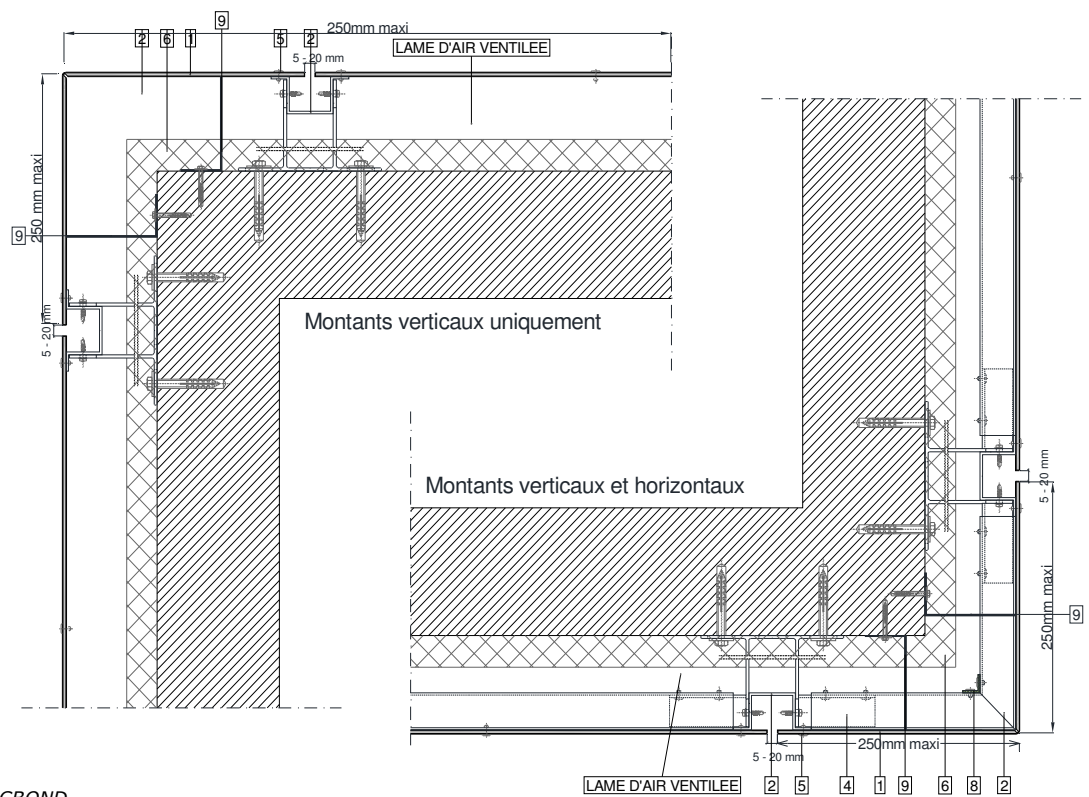 9
250mm maxi
2
6
1
5
2
LAME D'AIR VENTILEE
5 - 20 mm
250 mm maxi
9
5 - 20 mm
Montants verticaux uniquement
Montants verticaux et horizontaux
5 - 20 mm
9
250mm maxi
250mm maxi
5 - 20 mm
LAME D'AIR VENTILEE
2
5
4
1
9
6
8
2